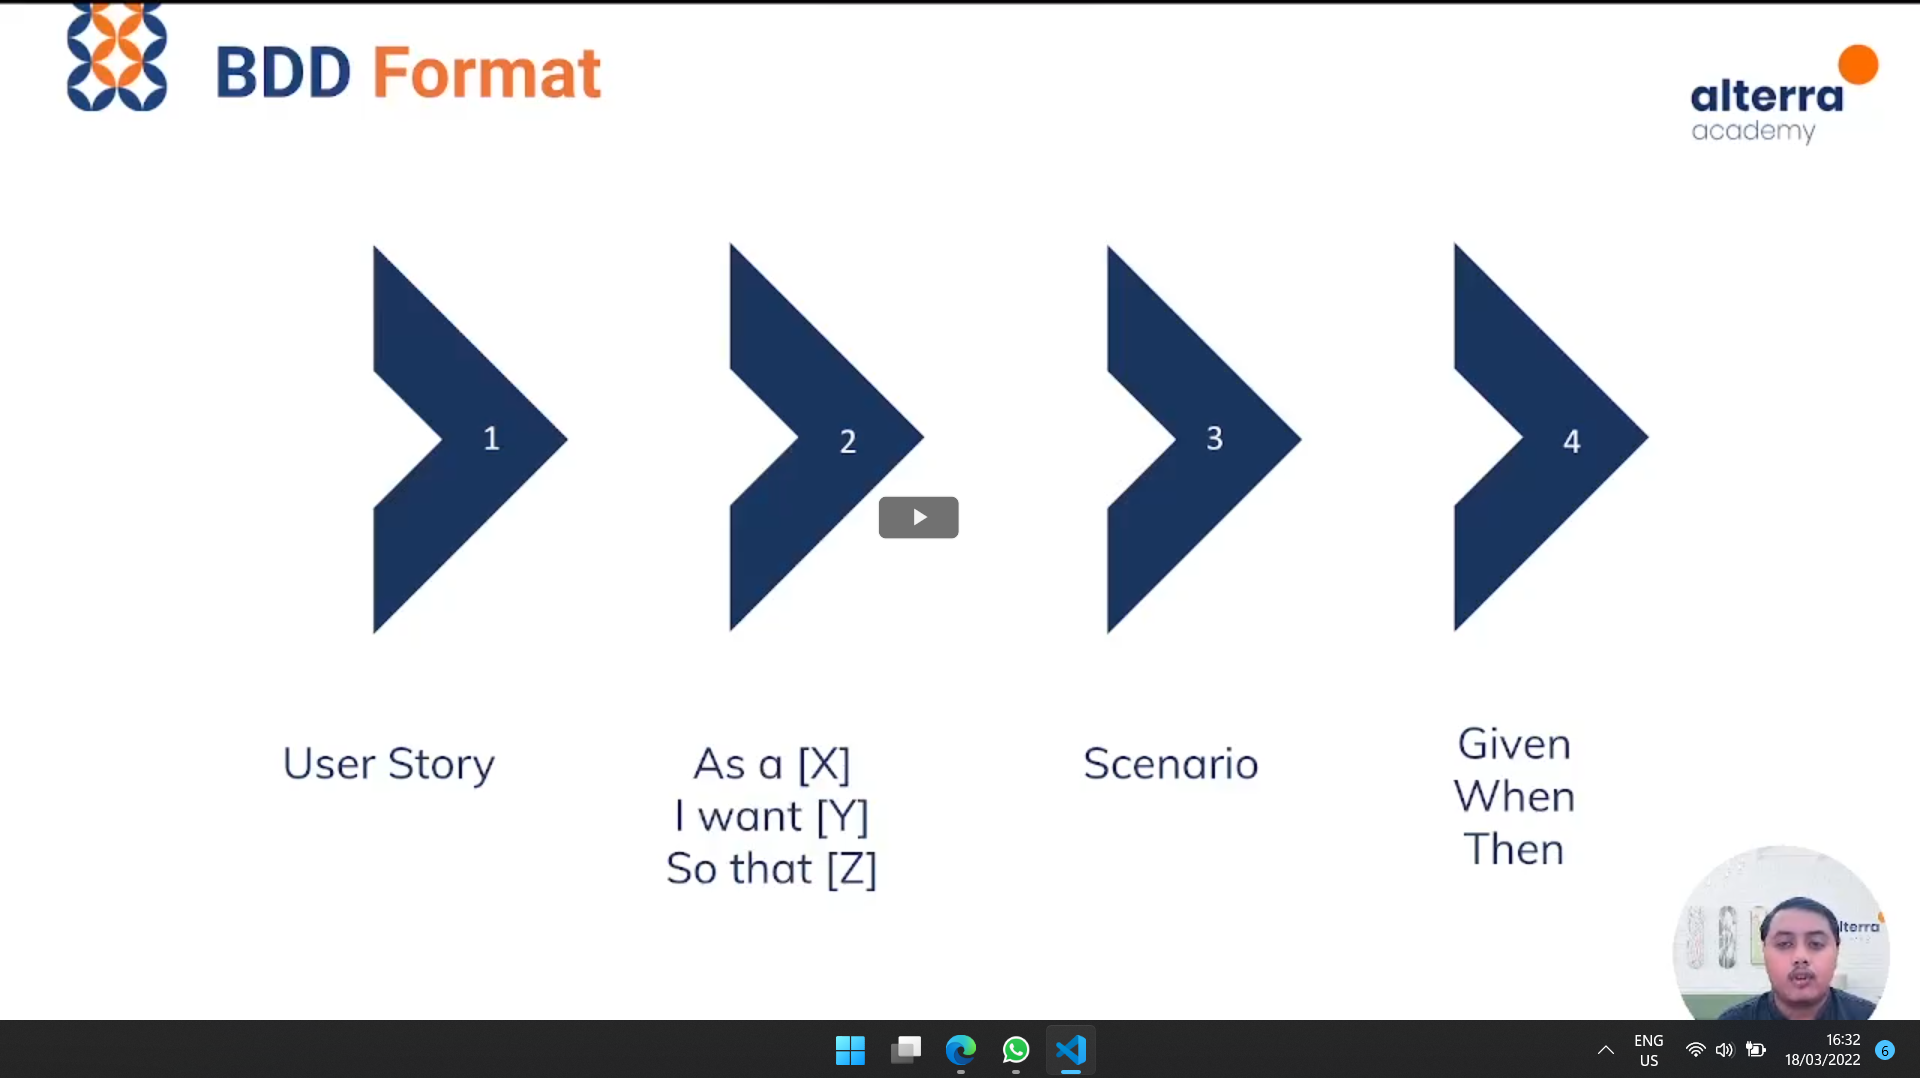 BDD Format
alterra
academy
1
2
3
4
User Story
As a [X]
I want [Y]
So that [Z]
Scenario
Given
When
Then
lterra
ENG
US
16:32
18/03/2022
6